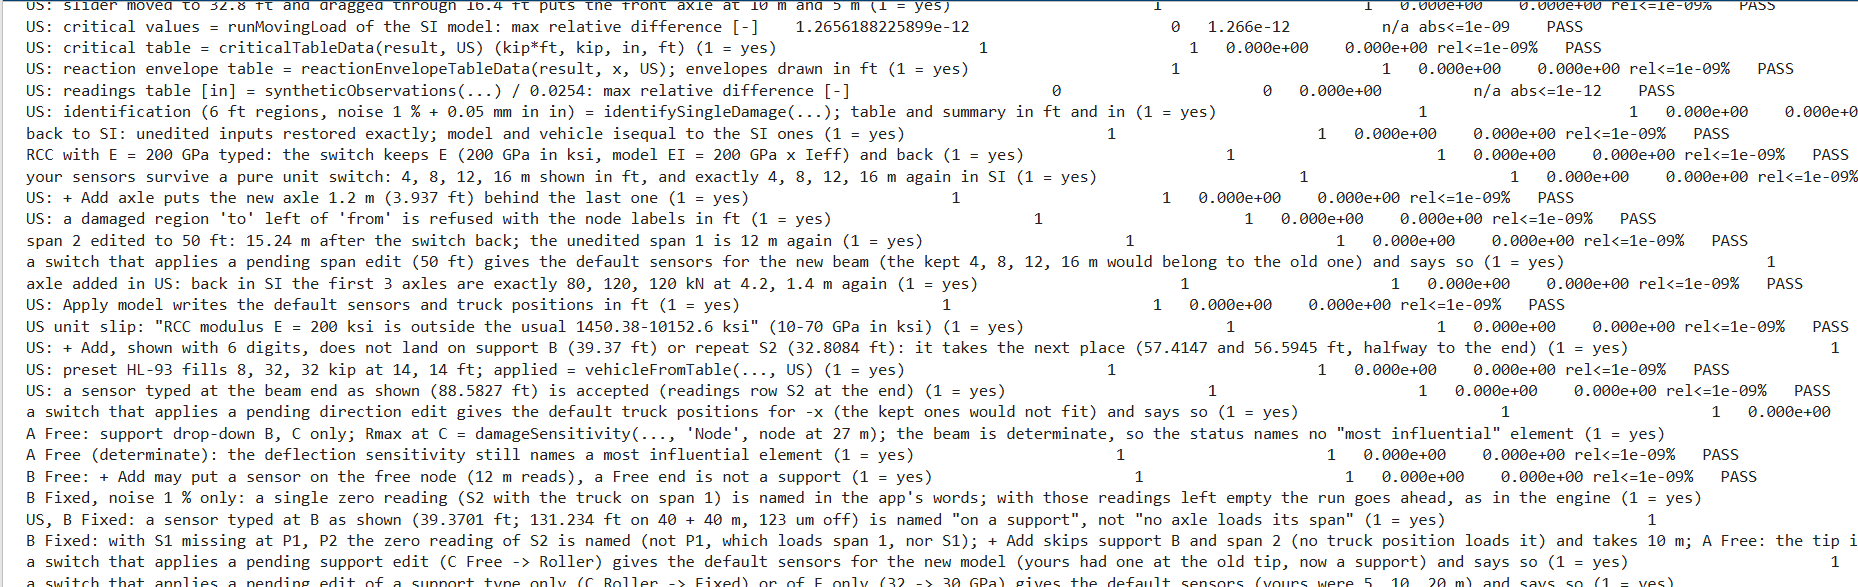 US: slider moved to 32.8 ft and dragged through 16.4 ft puts the front axle at 10 m and 5 m (1 = yes) 1 1 0.000e+00 0.000e+00 rel<=1e-09% PASS
US: critical values = runMovingLoad of the SI model: max relative difference [-] 1.2656188225899e-12 0 1.266e-12 n/a abs<=1e-09 PASS
US: critical table = criticalTableData(result, US) (kip*ft, kip, in, ft) (1 = yes) 1 1 0.000e+00 0.000e+00 rel<=1e-09% PASS
US: reaction envelope table = reactionEnvelopeTableData(result, x, US); envelopes drawn in ft (1 = yes) 1 1 0.000e+00 0.000e+00 rel<=1e-09% PASS
US: readings table [in] = syntheticObservations(...) / 0.0254: max relative difference [-] 0 0 0.000e+00 n/a abs<=1e-12 PASS
US: identification (6 ft regions, noise 1 % + 0.05 mm in in) = identifySingleDamage(...); table and summary in ft and in (1 = yes) 1 1 0.000e+00 0.000e+0
back to SI: unedited inputs restored exactly; model and vehicle isequal to the SI ones (1 = yes) 1 1 0.000e+00 0.000e+00 rel<=1e-09% PASS
RCC with E = 200 GPa typed: the switch keeps E (200 GPa in ksi, model EI = 200 GPa x Ieff) and back (1 = yes) 1 1 0.000e+00 0.000e+00 rel<=1e-09% PASS
your sensors survive a pure unit switch: 4, 8, 12, 16 m shown in ft, and exactly 4, 8, 12, 16 m again in SI (1 = yes) 1 1 0.000e+00 0.000e+00 rel<=1e-09%
US: + Add axle puts the new axle 1.2 m (3.937 ft) behind the last one (1 = yes) 1 1 0.000e+00 0.000e+00 rel<=1e-09% PASS
US: a damaged region 'to' left of 'from' is refused with the node labels in ft (1 = yes) 1 1 0.000e+00 0.000e+00 rel<=1e-09% PASS
span 2 edited to 50 ft: 15.24 m after the switch back; the unedited span 1 is 12 m again (1 = yes) 1 1 0.000e+00 0.000e+00 rel<=1e-09% PASS
a switch that applies a pending span edit (50 ft) gives the default sensors for the new beam (the kept 4, 8, 12, 16 m would belong to the old one) and says so (1 = yes) 1
axle added in US: back in SI the first 3 axles are exactly 80, 120, 120 kN at 4.2, 1.4 m again (1 = yes) 1 1 0.000e+00 0.000e+00 rel<=1e-09% PASS
US: Apply model writes the default sensors and truck positions in ft (1 = yes) 1 1 0.000e+00 0.000e+00 rel<=1e-09% PASS
US unit slip: "RCC modulus E = 200 ksi is outside the usual 1450.38-10152.6 ksi" (10-70 GPa in ksi) (1 = yes) 1 1 0.000e+00 0.000e+00 rel<=1e-09% PASS
US: + Add, shown with 6 digits, does not land on support B (39.37 ft) or repeat S2 (32.8084 ft): it takes the next place (57.4147 and 56.5945 ft, halfway to the end) (1 = yes) 1
US: preset HL-93 fills 8, 32, 32 kip at 14, 14 ft; applied = vehicleFromTable(..., US) (1 = yes) 1 1 0.000e+00 0.000e+00 rel<=1e-09% PASS
US: a sensor typed at the beam end as shown (88.5827 ft) is accepted (readings row S2 at the end) (1 = yes) 1 1 0.000e+00 0.000e+00 rel<=1e-09% PASS
a switch that applies a pending direction edit gives the default truck positions for -x (the kept ones would not fit) and says so (1 = yes) 1 1 0.000e+00
A Free: support drop-down B, C only; Rmax at C = damageSensitivity(..., 'Node', node at 27 m); the beam is determinate, so the status names no "most influential" element (1 = yes)
A Free (determinate): the deflection sensitivity still names a most influential element (1 = yes) 1 1 0.000e+00 0.000e+00 rel<=1e-09% PASS
B Free: + Add may put a sensor on the free node (12 m reads), a Free end is not a support (1 = yes) 1 1 0.000e+00 0.000e+00 rel<=1e-09% PASS
B Fixed, noise 1 % only: a single zero reading (S2 with the truck on span 1) is named in the app's words; with those readings left empty the run goes ahead, as in the engine (1 = yes)
US, B Fixed: a sensor typed at B as shown (39.3701 ft; 131.234 ft on 40 + 40 m, 123 um off) is named "on a support", not "no axle loads its span" (1 = yes) 1
B Fixed: with S1 missing at P1, P2 the zero reading of S2 is named (not P1, which loads span 1, nor S1); + Add skips support B and span 2 (no truck position loads it) and takes 10 m; A Free: the tip i
a switch that applies a pending support edit (C Free -> Roller) gives the default sensors for the new model (yours had one at the old tip, now a support) and says so (1 = yes) 1
a switch that applies a pending edit of a support type only (C Roller -> Fixed) or of E only (32 -> 30 GPa) gives the default sensors (yours were 5, 10, 20 m) and says so (1 = yes)